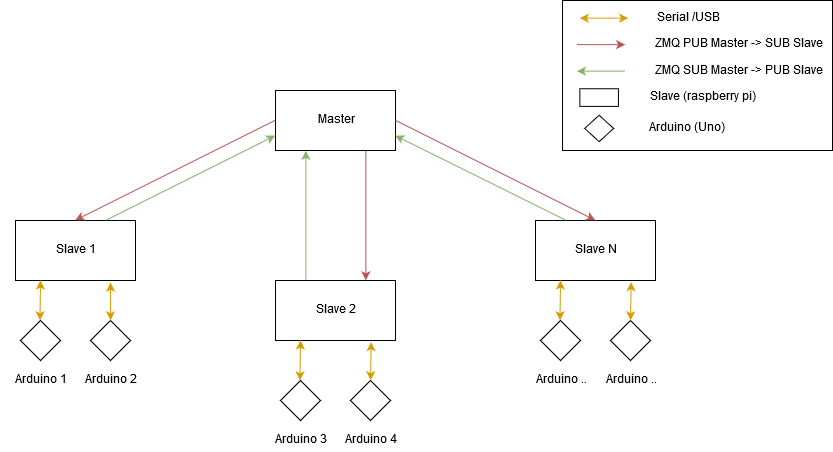 Serial /USB
ZMQ PUB Master -> SUB Slave
ZMQ SUB Master -> PUB Slave
Slave (raspberry pi)
Arduino (Uno)
Master
Slave 1
Slave N
Slave 2
Arduino 1
Arduino 2
Arduino ..
Arduino ..
Arduino 3
Arduino 4